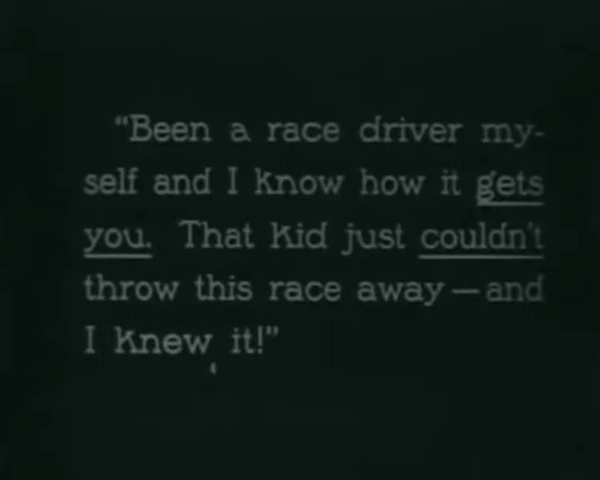 "Been a race driver my-
self and I know how it gets
you. That kid just couldn't
throw this race away—and
I knew it!"